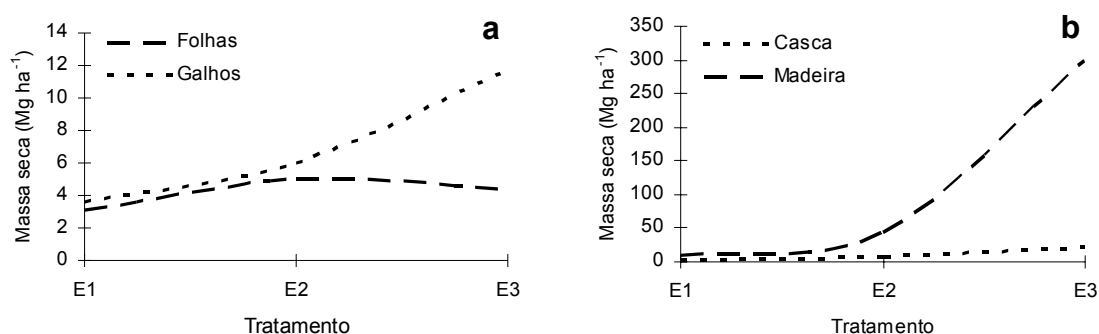 a
Folhas
Galhos
Massa seca (Mg ha⁻¹)
14
12
10
8
6
4
2
0
E1 E2 E3
Tratamento
b
Casca
Madeira
Massa seca (Mg ha⁻¹)
350
300
250
200
150
100
50
0
E1 E2 E3
Tratamento